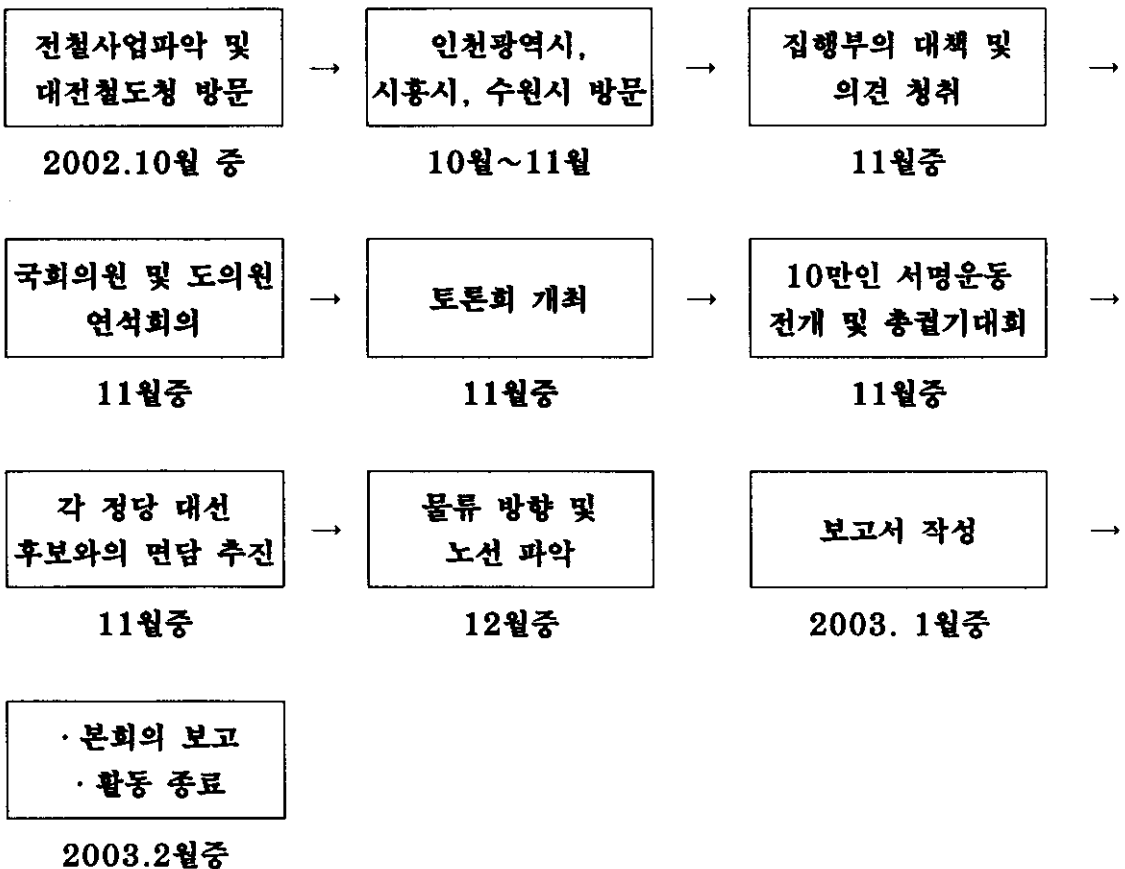 전철사업파악 및
대전철도청 방문
→
인천광역시,
시흥시, 수원시 방문
→
집행부의 대책 및
의견 청취
→
2002.10월 중
10월~11월
11월중
국회의원 및 도의원
연석회의
→
토론회 개최
→
10만인 서명운동
전개 및 총궐기대회
→
11월중
11월중
11월중
각 정당 대선
후보와의 면담 추진
→
물류 방향 및
노선 파악
보고서 작성
→
11월중
12월중
2003. 1월중
· 본회의 보고
· 활동 종료
2003.2월중